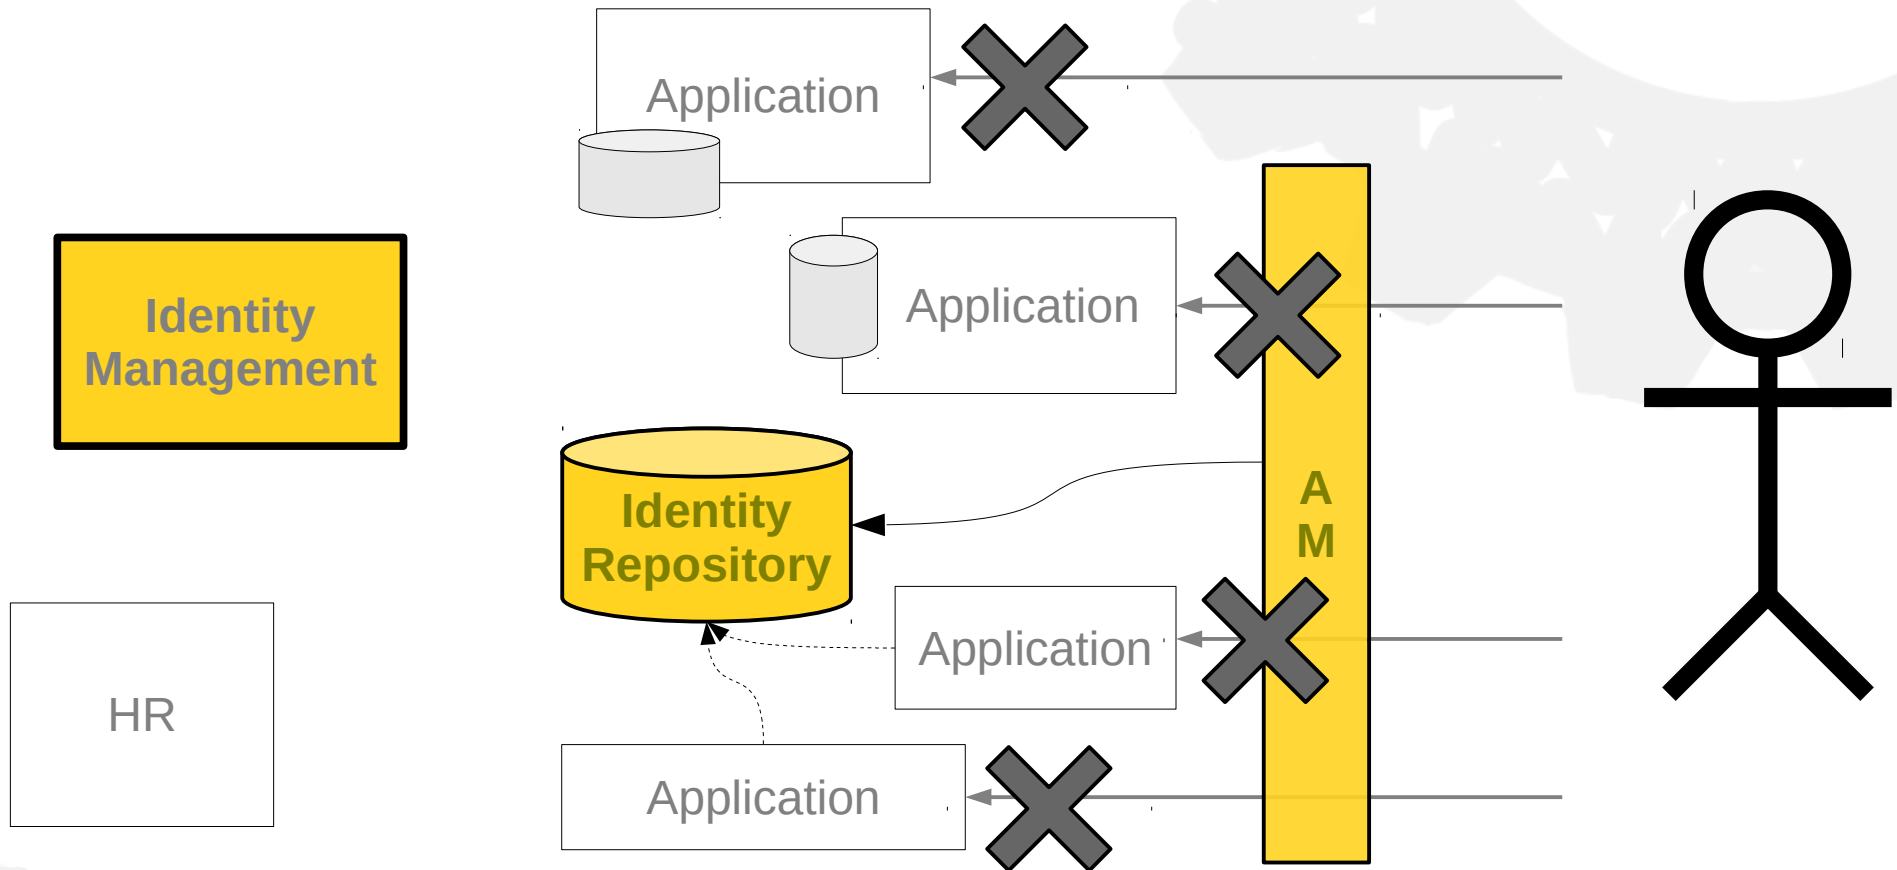 Application
Application
Identity
Management
Identity
Repository
A
M
Application
HR
Application